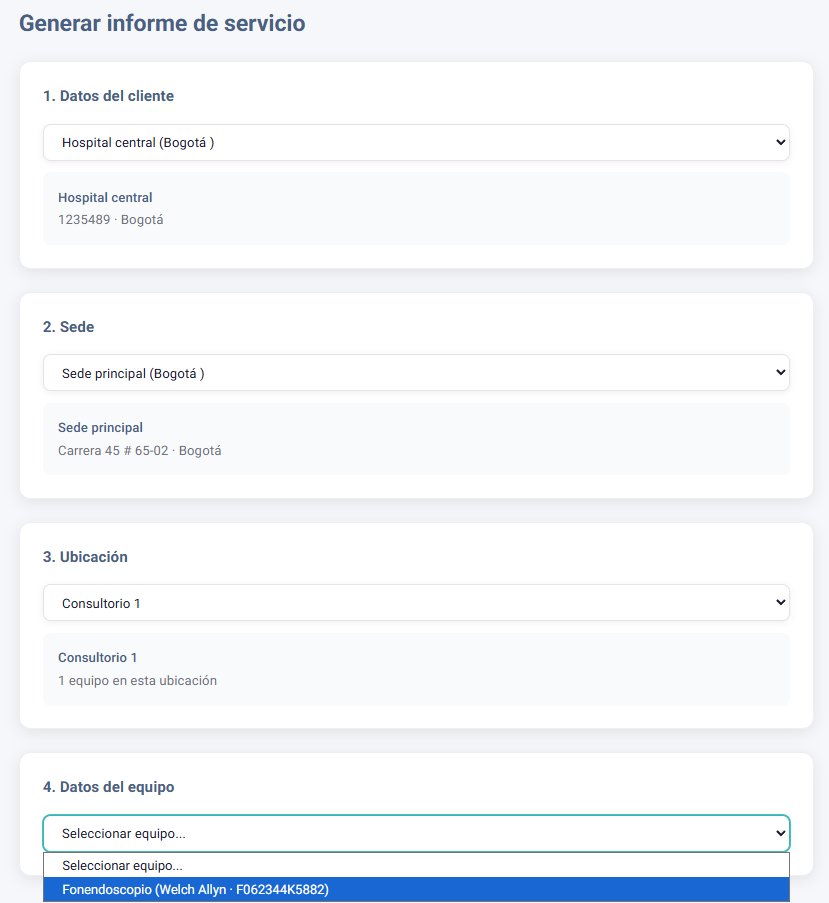 Generar informe de servicio
1. Datos del cliente
Hospital central (Bogotá )
Hospital central
1235489 · Bogotá
2. Sede
Sede principal (Bogotá )
Sede principal
Carrera 45 # 65-02 · Bogotá
3. Ubicación
Consultorio 1
Consultorio 1
1 equipo en esta ubicación
4. Datos del equipo
Seleccionar equipo...
Seleccionar equipo...
Fonendoscopio (Welch Allyn · F062344K5882)